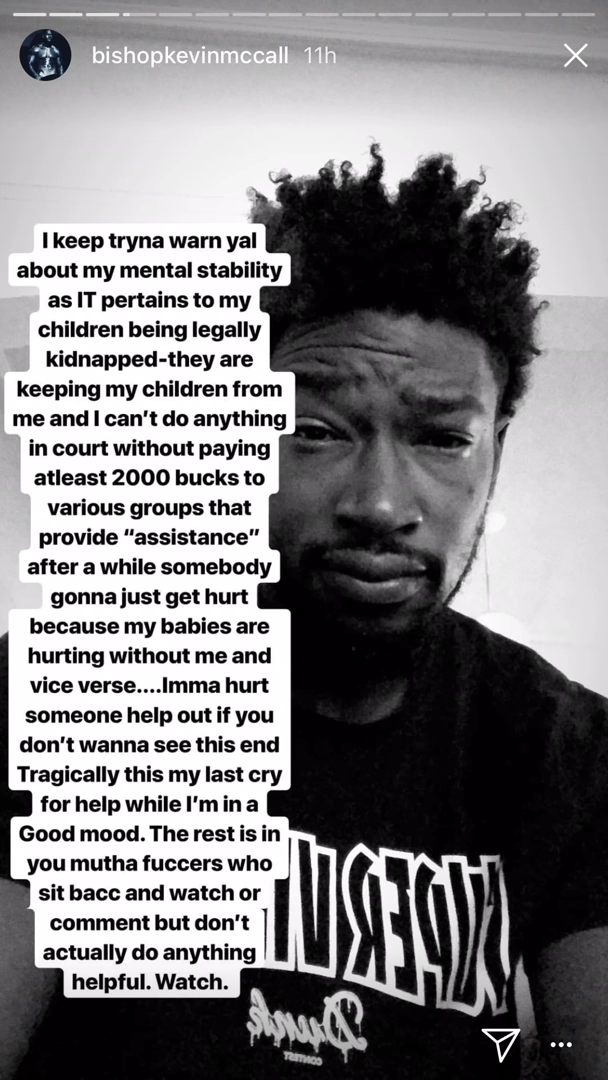 bishopkevinmccall 11h
I keep tryna warn yal
about my mental stability
as IT pertains to my
children being legally
kidnapped-they are
keeping my children from
me and I can't do anything
in court without paying
atleast 2000 bucks to
various groups that
provide “assistance”
after a while somebody
gonna just get hurt
because my babies are
hurting without me and
vice verse....Imma hurt
someone help out if you
don't wanna see this end
Tragically this my last cry
for help while I'm in a
Good mood. The rest is in
you mutha fuccers who
sit bacc and watch or
comment but don't
actually do anything
helpful. Watch.
Dunk
CONTEST